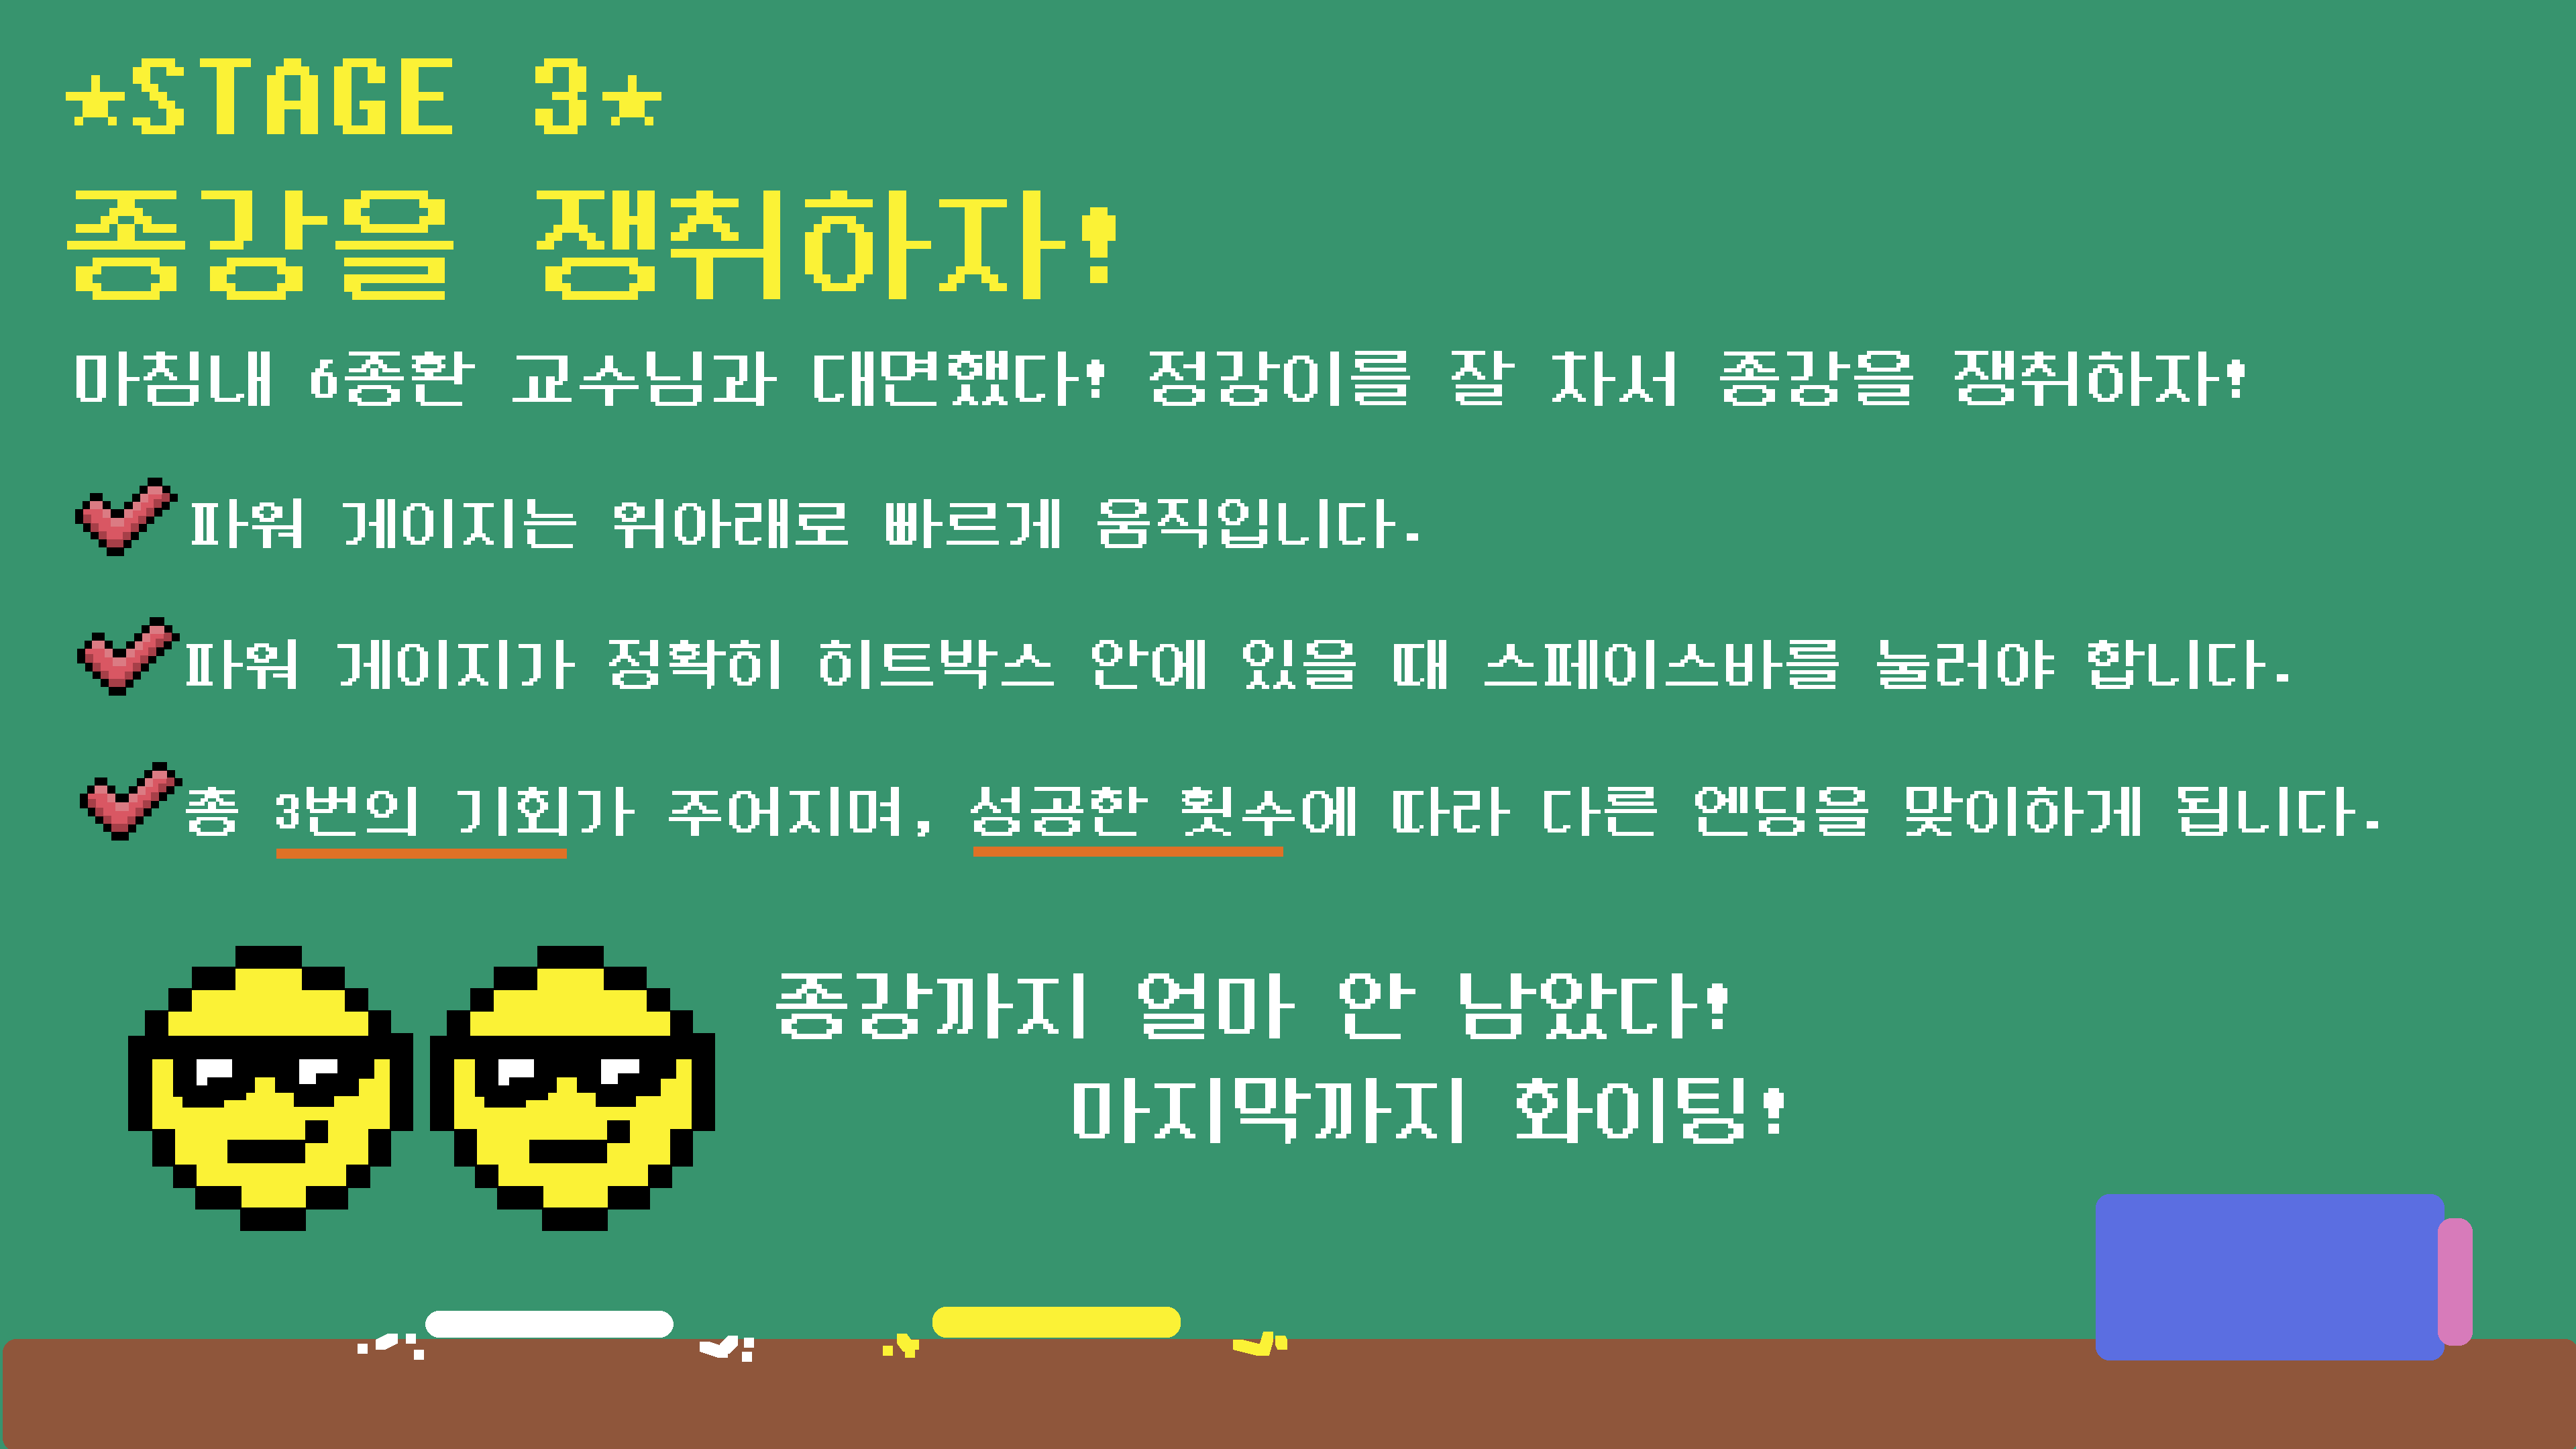 ★STAGE 3★
종강을 쟁취하자!
마침내 6종환 교수님과 대면했다! 정강이를 잘 차서 종강을 쟁취하자!
파워 게이지는 위아래로 빠르게 움직입니다.
파워 게이지가 정확히 히트박스 안에 있을 때 스페이스바를 눌러야 합니다.
총 3번의 기회가 주어지며, 성공한 횟수에 따라 다른 엔딩을 맞이하게 됩니다.
종강까지 얼마 안 남았다!
마지막까지 화이팅!